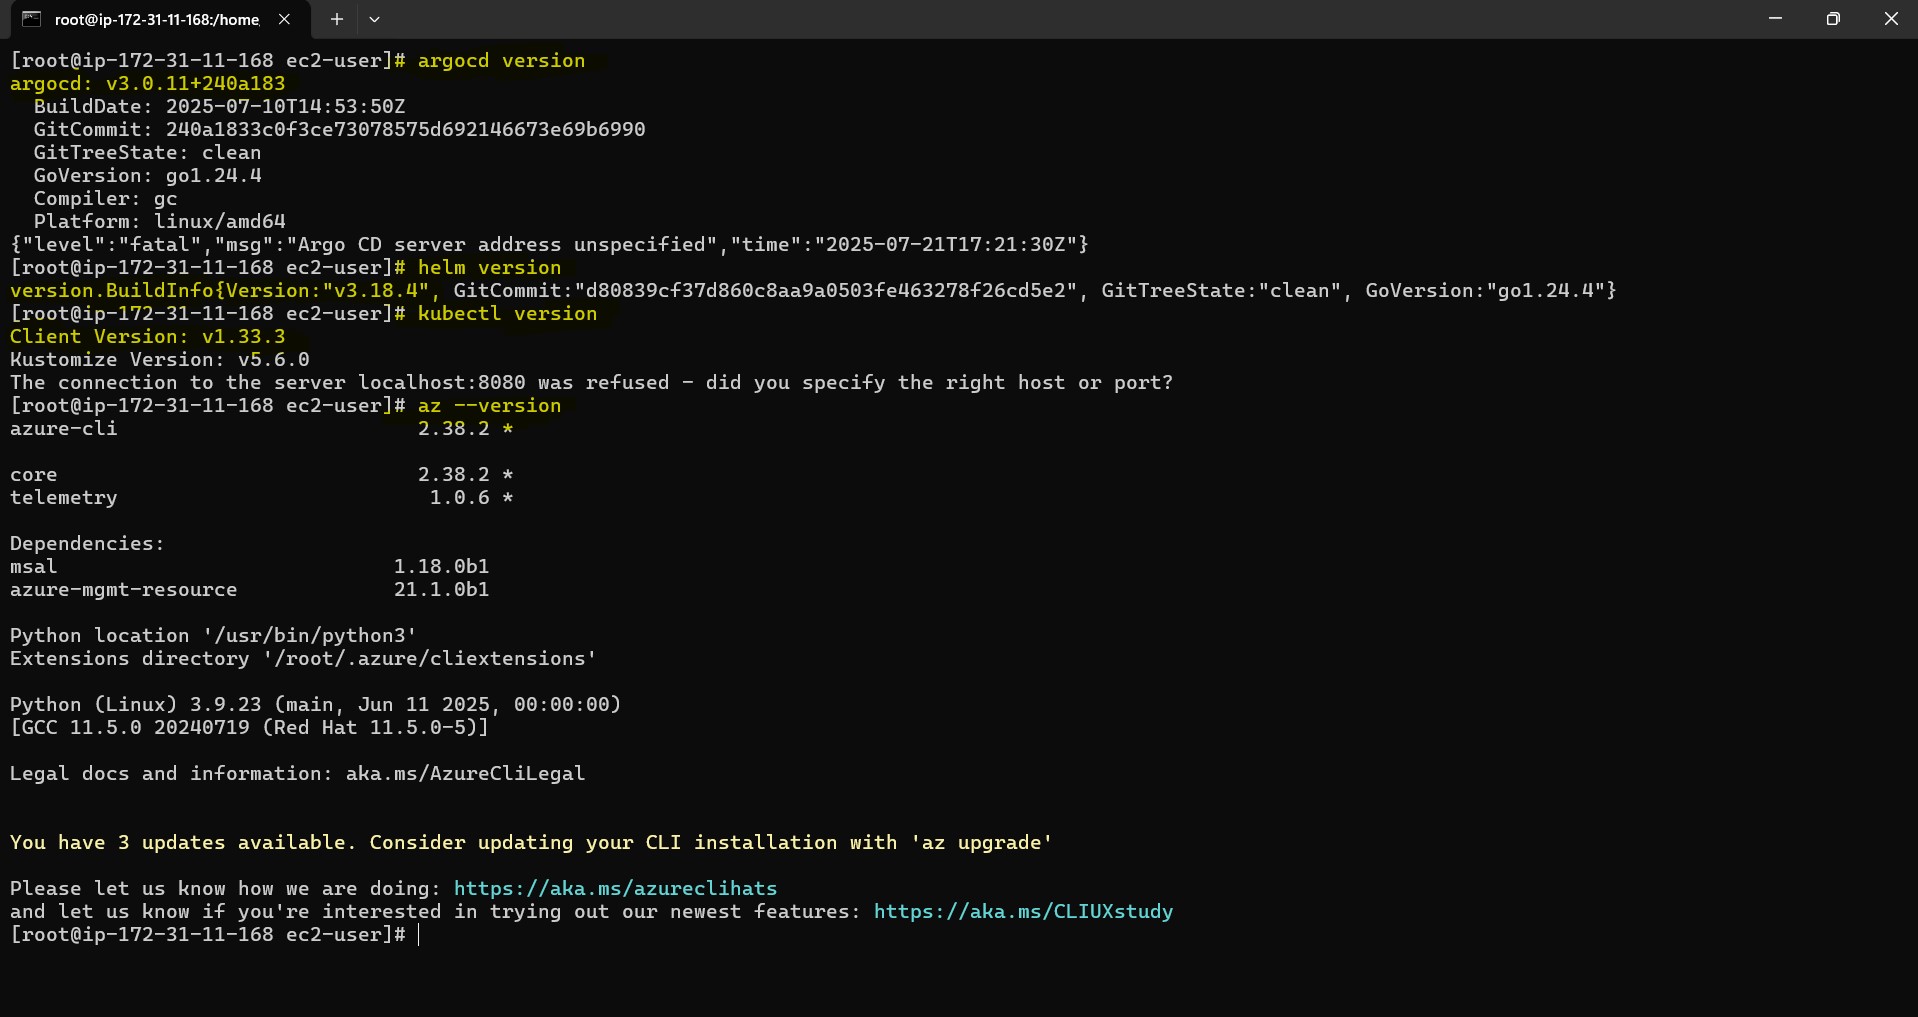 root@ip-172-31-11-168:/home
[root@ip-172-31-11-168 ec2-user]# argocd version
argocd: v3.0.11+240a183
  BuildDate: 2025-07-10T14:53:50Z
  GitCommit: 240a1833c0f3ce73078575d692146673e69b6990
  GitTreeState: clean
  GoVersion: go1.24.4
  Compiler: gc
  Platform: linux/amd64
{"level":"fatal","msg":"Argo CD server address unspecified","time":"2025-07-21T17:21:30Z"}
[root@ip-172-31-11-168 ec2-user]# helm version
version.BuildInfo{Version:"v3.18.4", GitCommit:"d80839cf37d860c8aa9a0503fe463278f26cd5e2", GitTreeState:"clean", GoVersion:"go1.24.4"}
[root@ip-172-31-11-168 ec2-user]# kubectl version
Client Version: v1.33.3
Kustomize Version: v5.6.0
The connection to the server localhost:8080 was refused - did you specify the right host or port?
[root@ip-172-31-11-168 ec2-user]# az --version
azure-cli                         2.38.2 *
core                              2.38.2 *
telemetry                          1.0.6 *
Dependencies:
msal                            1.18.0b1
azure-mgmt-resource             21.1.0b1
Python location '/usr/bin/python3'
Extensions directory '/root/.azure/cliextensions'
Python (Linux) 3.9.23 (main, Jun 11 2025, 00:00:00)
[GCC 11.5.0 20240719 (Red Hat 11.5.0-5)]
Legal docs and information: aka.ms/AzureCliLegal
You have 3 updates available. Consider updating your CLI installation with 'az upgrade'
Please let us know how we are doing: https://aka.ms/azureclihats
and let us know if you're interested in trying out our newest features: https://aka.ms/CLIUXstudy
[root@ip-172-31-11-168 ec2-user]#